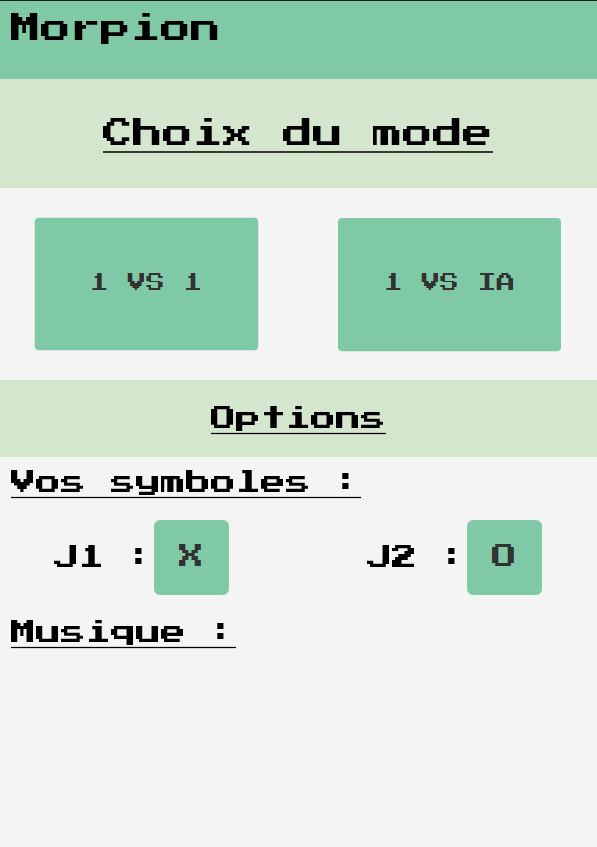 Morpion
Choix du mode
1 VS 1
1 VS IA
Options
Vos symboles :
J1 : X
J2 : O
Musique :